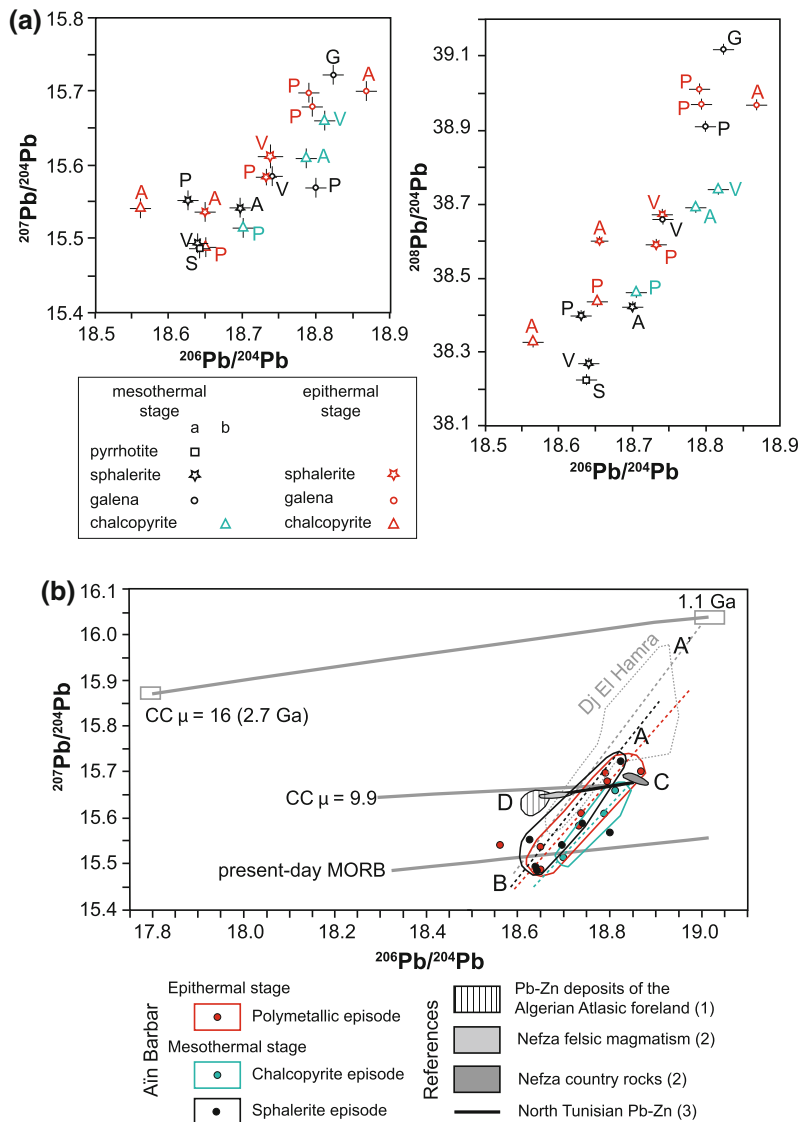 (a)
15.8
15.7
15.6
15.5
15.4
207Pb/204Pb
18.5
18.6
18.7
18.8
18.9
206Pb/204Pb
G
P
A
P
V
V
A
P
V
P
P
A
A
A
V
P
P
S
39.1
38.9
38.7
38.5
38.3
38.1
208Pb/204Pb
18.5
18.6
18.7
18.8
18.9
206Pb/204Pb
G
P
A
P
P
V
A
V
A
V
P
P
P
P
A
A
V
S
mesothermal stage
epithermal stage
a b
pyrrhotite
sphalerite
sphalerite
galena
galena
chalcopyrite
chalcopyrite
(b)
16.1
16.0
15.9
15.8
15.7
15.6
15.5
15.4
207Pb/204Pb
17.8
18.0
18.2
18.4
18.6
18.8
19.0
206Pb/204Pb
1.1 Ga
A'
Dj El Hamra
CC μ = 16 (2.7 Ga)
A
CC μ = 9.9
C
D
present-day MORB
B
Aïn Barbar
Epithermal stage
Polymetallic episode
Mesothermal stage
Chalcopyrite episode
Sphalerite episode
References
Pb-Zn deposits of the
Algerian Atlasic foreland (1)
Nefza felsic magmatism (2)
Nefza country rocks (2)
North Tunisian Pb-Zn (3)